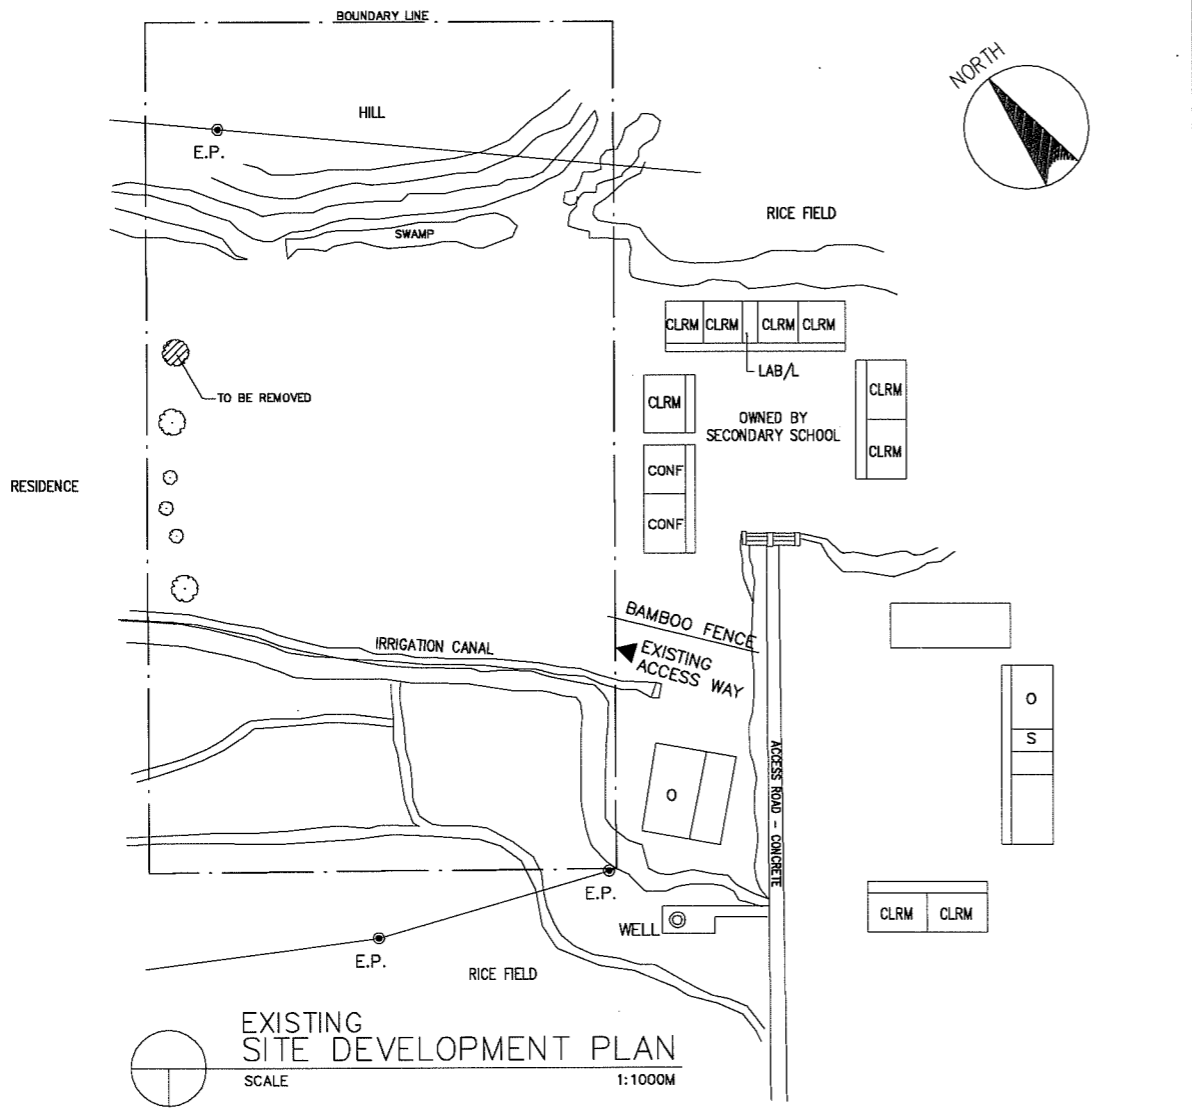 BOUNDARY LINE
NORTH
HILL
E.P.
RICE FIELD
SWAMP
CLRM CLRM CLRM CLRM
LAB/L
TO BE REMOVED
CLRM
OWNED BY
SECONDARY SCHOOL
CLRM
CLRM
RESIDENCE
CONF
CONF
BAMBOO FENCE
IRRIGATION CANAL
EXISTING
ACCESS WAY
O
S
ACCESS ROAD - CONCRETE
O
E.P.
CLRM CLRM
WELL
E.P.
RICE FIELD
EXISTING
SITE DEVELOPMENT PLAN
SCALE 1:1000M